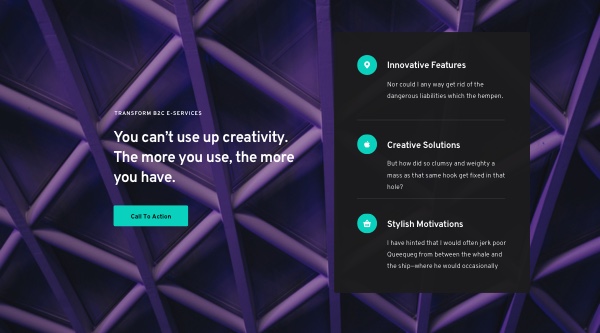 TRANSFORM B2C E-SERVICES
You can't use up creativity.
The more you use, the more
you have.
Call To Action
Innovative Features
Nor could I any way get rid of the
dangerous liabilities which the hempen.
Creative Solutions
But how did so clumsy and weighty a
mass as that same hook get fixed in that
hole?
Stylish Motivations
I have hinted that I would often jerk poor
Queequeg from between the whale and
the ship—where he would occasionally